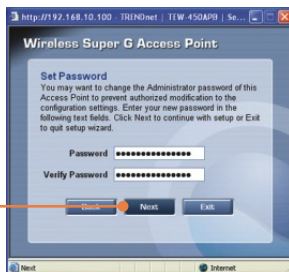 http://192.168.10.100 - TRENDnet | TEW-450APB | Se...
Wireless Super G Access Point
Set Password
You may want to change the Administrator password of this
Access Point to prevent authorized modification to the
configuration settings. Enter your new password in the
following text fields. Click Next to continue with setup or Exit
to quit setup wizard.
Password ●●●●●●●●●●●●●●●
Verify Password ●●●●●●●●●●●●●●●
Back Next Exit
Next Internet